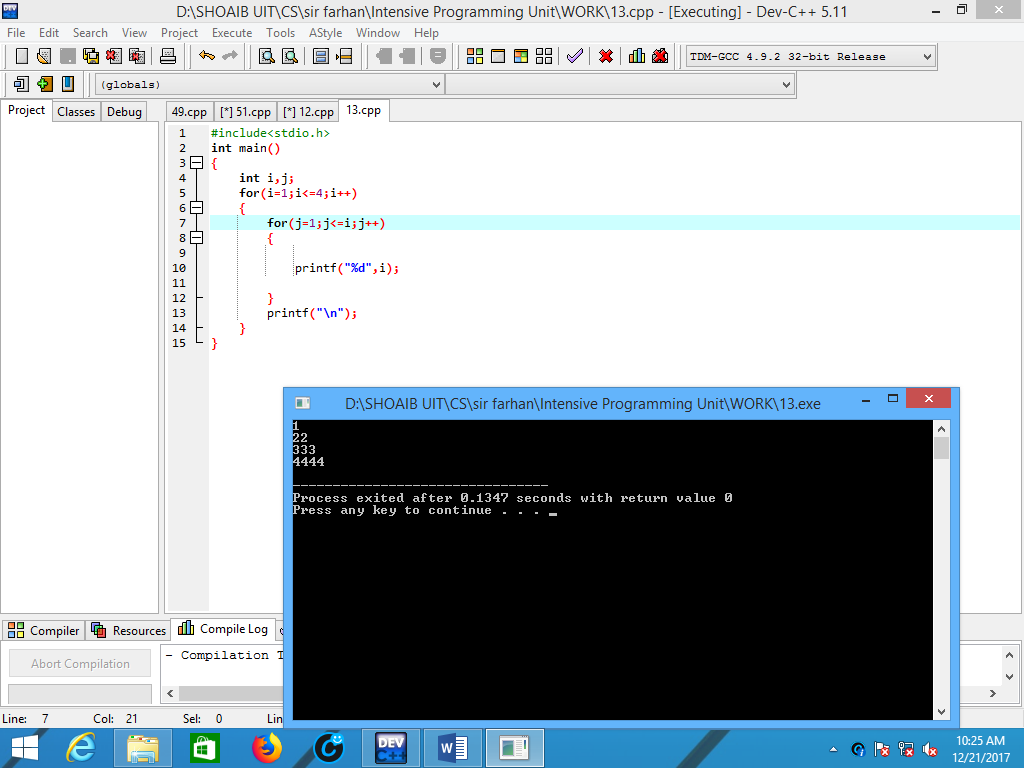 D:\SHOAIB UIT\CS\sir farhan\Intensive Programming Unit\WORK\13.cpp - [Executing] - Dev-C++ 5.11
File Edit Search View Project Execute Tools AStyle Window Help
TDM-GCC 4.9.2 32-bit Release
(globals)
Project Classes Debug
49.cpp [*] 51.cpp [*] 12.cpp 13.cpp
1 #include<stdio.h>
2 int main()
3 {
4 int i,j;
5 for(i=1;i<=4;i++)
6 {
7 for(j=1;j<=i;j++)
8 {
9
10 printf("%d",i);
11
12 }
13 printf("\n");
14 }
15 }
D:\SHOAIB UIT\CS\sir farhan\Intensive Programming Unit\WORK\13.exe
1
22
333
4444
--------------------------------
Process exited after 0.1347 seconds with return value 0
Press any key to continue . . . _
Compiler Resources Compile Log
Abort Compilation
- Compilation T
Line: 7 Col: 21 Sel: 0 Lin
DEV
10:25 AM
12/21/2017